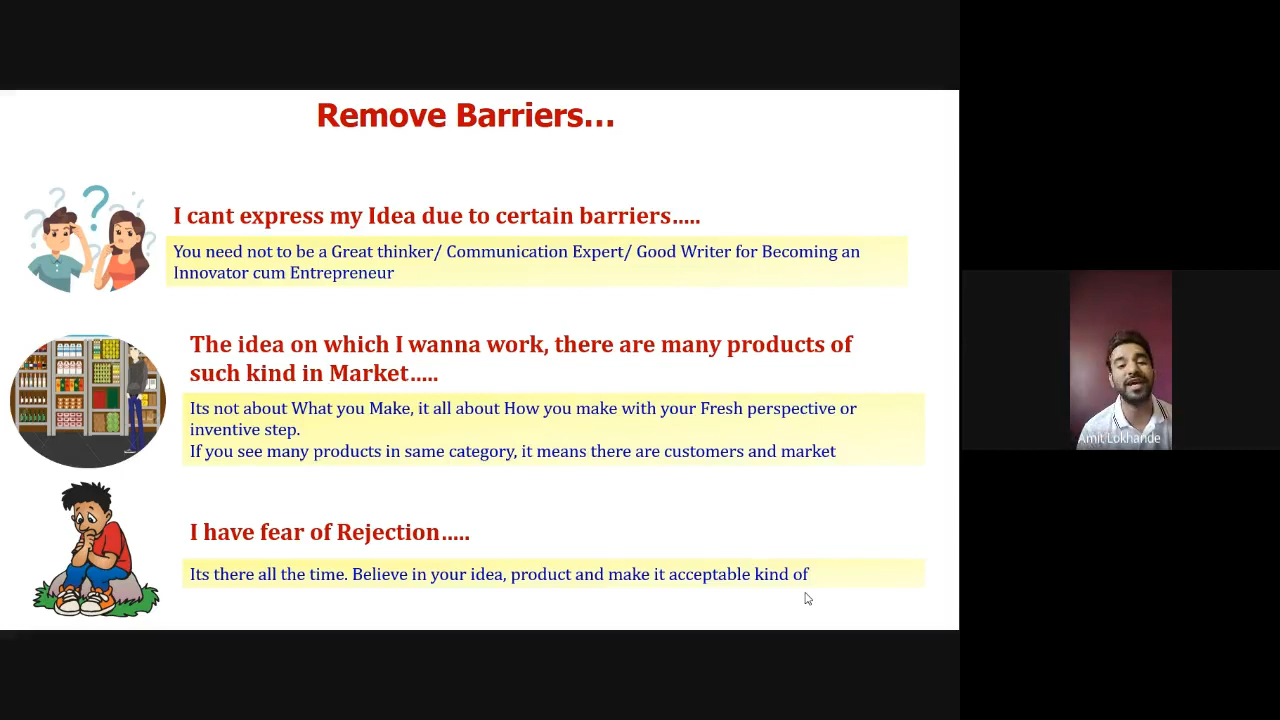 Remove Barriers...
I cant express my Idea due to certain barriers.....
You need not to be a Great thinker/ Communication Expert/ Good Writer for Becoming an
Innovator cum Entrepreneur
The idea on which I wanna work, there are many products of
such kind in Market.....
Its not about What you Make, it all about How you make with your Fresh perspective or
inventive step.
If you see many products in same category, it means there are customers and market
I have fear of Rejection.....
Its there all the time. Believe in your idea, product and make it acceptable kind of
Amit Lokhande